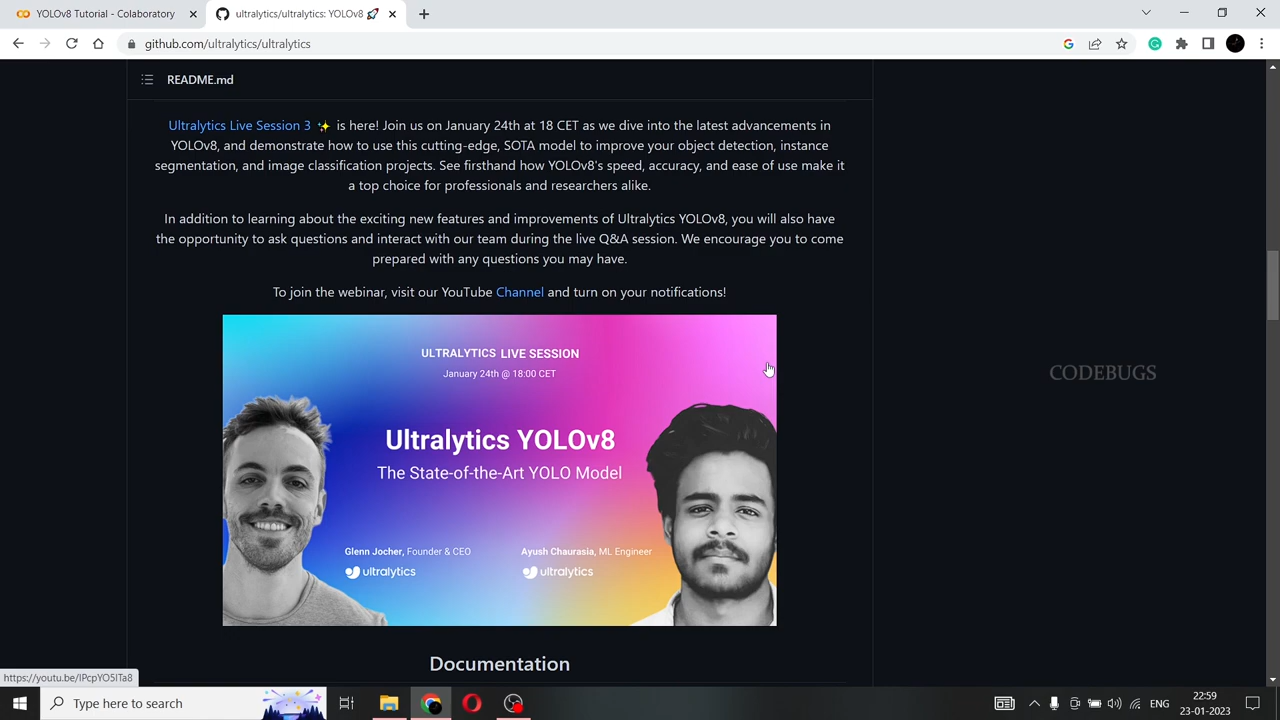 YOLOv8 Tutorial - Colaboratory
ultralytics/ultralytics: YOLOv8 🚀
github.com/ultralytics/ultralytics
README.md
Ultralytics Live Session 3 ✨ is here! Join us on January 24th at 18 CET as we dive into the latest advancements in
YOLOv8, and demonstrate how to use this cutting-edge, SOTA model to improve your object detection, instance
segmentation, and image classification projects. See firsthand how YOLOv8's speed, accuracy, and ease of use make it
a top choice for professionals and researchers alike.
In addition to learning about the exciting new features and improvements of Ultralytics YOLOv8, you will also have
the opportunity to ask questions and interact with our team during the live Q&A session. We encourage you to come
prepared with any questions you may have.
To join the webinar, visit our YouTube Channel and turn on your notifications!
ULTRALYTICS LIVE SESSION
January 24th @ 18:00 CET
CODEBUGS
Ultralytics YOLOv8
The State-of-the-Art YOLO Model
Glenn Jocher, Founder & CEO
Ayush Chaurasia, ML Engineer
ultralytics
ultralytics
Documentation
Type here to search
ENG
22:59
23-01-2023